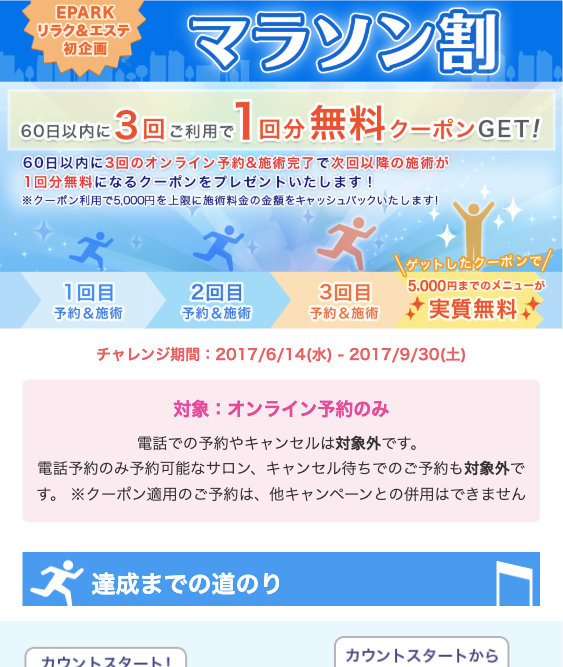 EPARK
リラク&エステ
初企画
マラソン割
60日以内に3回ご利用で1回分無料クーポンGET!
60日以内に3回のオンライン予約&施術完了で次回以降の施術が
1回分無料になるクーポンをプレゼントいたします!
※クーポン利用で5,000円を上限に施術料金の金額をキャッシュバックいたします!
ゲットしたクーポンで
1回目
予約&施術
2回目
予約&施術
3回目
予約&施術
5.000円までのメニューが
実質無料
チャレンジ期間:2017/6/14(水) - 2017/9/30(土)
対象:オンライン予約のみ
電話での予約やキャンセルは対象外です。
電話予約のみ予約可能なサロン、キャンセル待ちでのご予約も対象外で
す。 ※クーポン適用のご予約は、他キャンペーンとの併用はできません
達成までの道のり
カウントスタート!
カウントスタートから